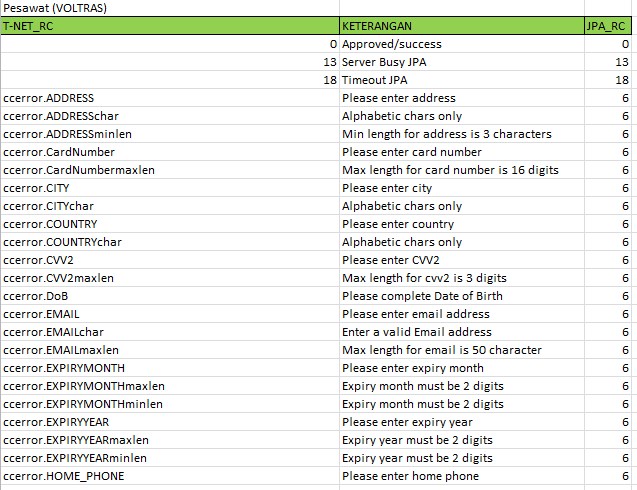 Pesawat (VOLTRAS)
T-NET_RC KETERANGAN JPA_RC
0 Approved/success 0
13 Server Busy JPA 13
18 Timeout JPA 18
ccerror.ADDRESS Please enter address 6
ccerror.ADDRESSchar Alphabetic chars only 6
ccerror.ADDRESSminlen Min length for address is 3 characters 6
ccerror.CardNumber Please enter card number 6
ccerror.CardNumbermaxlen Max length for card number is 16 digits 6
ccerror.CITY Please enter city 6
ccerror.CITYchar Alphabetic chars only 6
ccerror.COUNTRY Please enter country 6
ccerror.COUNTRYchar Alphabetic chars only 6
ccerror.CVV2 Please enter CVV2 6
ccerror.CVV2maxlen Max length for cvv2 is 3 digits 6
ccerror.DoB Please complete Date of Birth 6
ccerror.EMAIL Please enter email address 6
ccerror.EMAILchar Enter a valid Email address 6
ccerror.EMAILmaxlen Max length for email is 50 character 6
ccerror.EXPIRYMONTH Please enter expiry month 6
ccerror.EXPIRYMONTHmaxlen Expiry month must be 2 digits 6
ccerror.EXPIRYMONTHminlen Expiry month must be 2 digits 6
ccerror.EXPIRYYEAR Please enter expiry year 6
ccerror.EXPIRYYEARmaxlen Expiry year must be 2 digits 6
ccerror.EXPIRYYEARminlen Expiry year must be 2 digits 6
ccerror.HOME_PHONE Please enter home phone 6